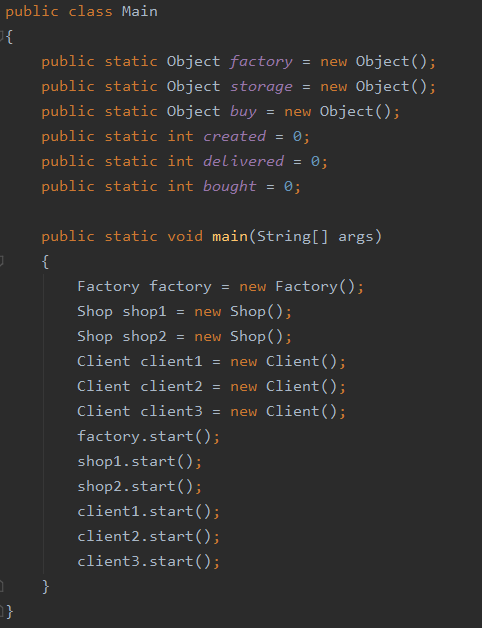 public class Main
{
    public static Object factory = new Object();
    public static Object storage = new Object();
    public static Object buy = new Object();
    public static int created = 0;
    public static int delivered = 0;
    public static int bought = 0;

    public static void main(String[] args)
    {
        Factory factory = new Factory();
        Shop shop1 = new Shop();
        Shop shop2 = new Shop();
        Client client1 = new Client();
        Client client2 = new Client();
        Client client3 = new Client();
        factory.start();
        shop1.start();
        shop2.start();
        client1.start();
        client2.start();
        client3.start();
    }
}